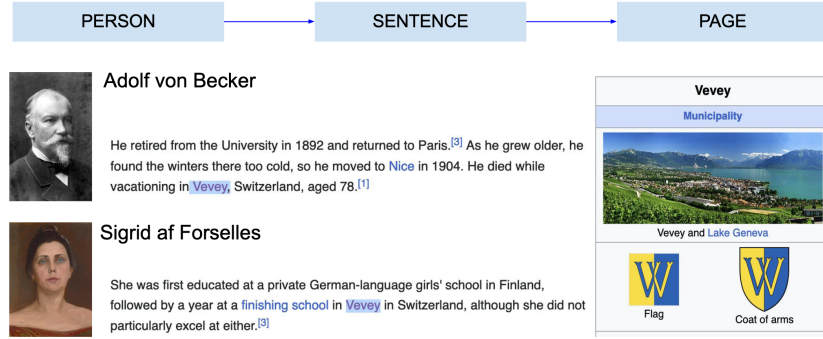 PERSON
SENTENCE
PAGE
Adolf von Becker
He retired from the University in 1892 and returned to Paris.[3] As he grew older, he
found the winters there too cold, so he moved to Nice in 1904. He died while
vacationing in Vevey, Switzerland, aged 78.[1]
Sigrid af Forselles
She was first educated at a private German-language girls' school in Finland,
followed by a year at a finishing school in Vevey in Switzerland, although she did not
particularly excel at either.[3]
Vevey
Municipality
Vevey and Lake Geneva
Flag
Coat of arms